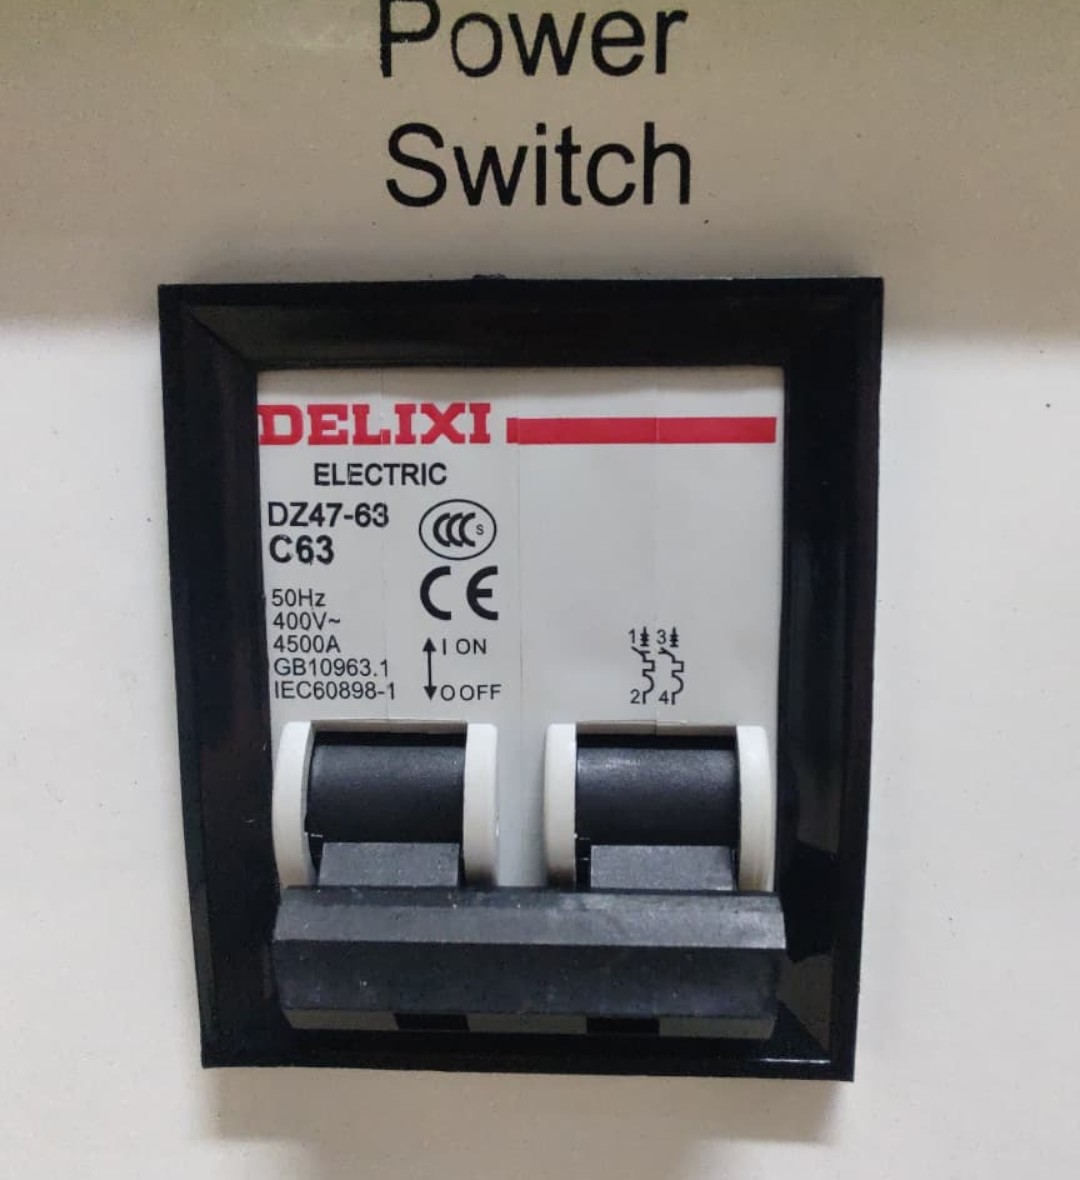 Power
Switch
DELIXI
ELECTRIC
DZ47-63
C63
CCC S
CE
50Hz
400V~
4500A
GB10963.1
IEC60898-1
I ON
O OFF
1 3
2 4